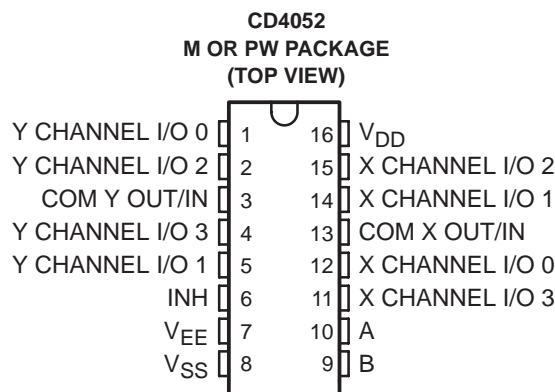 CD4052
M OR PW PACKAGE
(TOP VIEW)
Y CHANNEL I/O 0 1 16 VDD
Y CHANNEL I/O 2 2 15 X CHANNEL I/O 2
COM Y OUT/IN 3 14 X CHANNEL I/O 1
Y CHANNEL I/O 3 4 13 COM X OUT/IN
Y CHANNEL I/O 1 5 12 X CHANNEL I/O 0
INH 6 11 X CHANNEL I/O 3
VEE 7 10 A
VSS 8 9 B